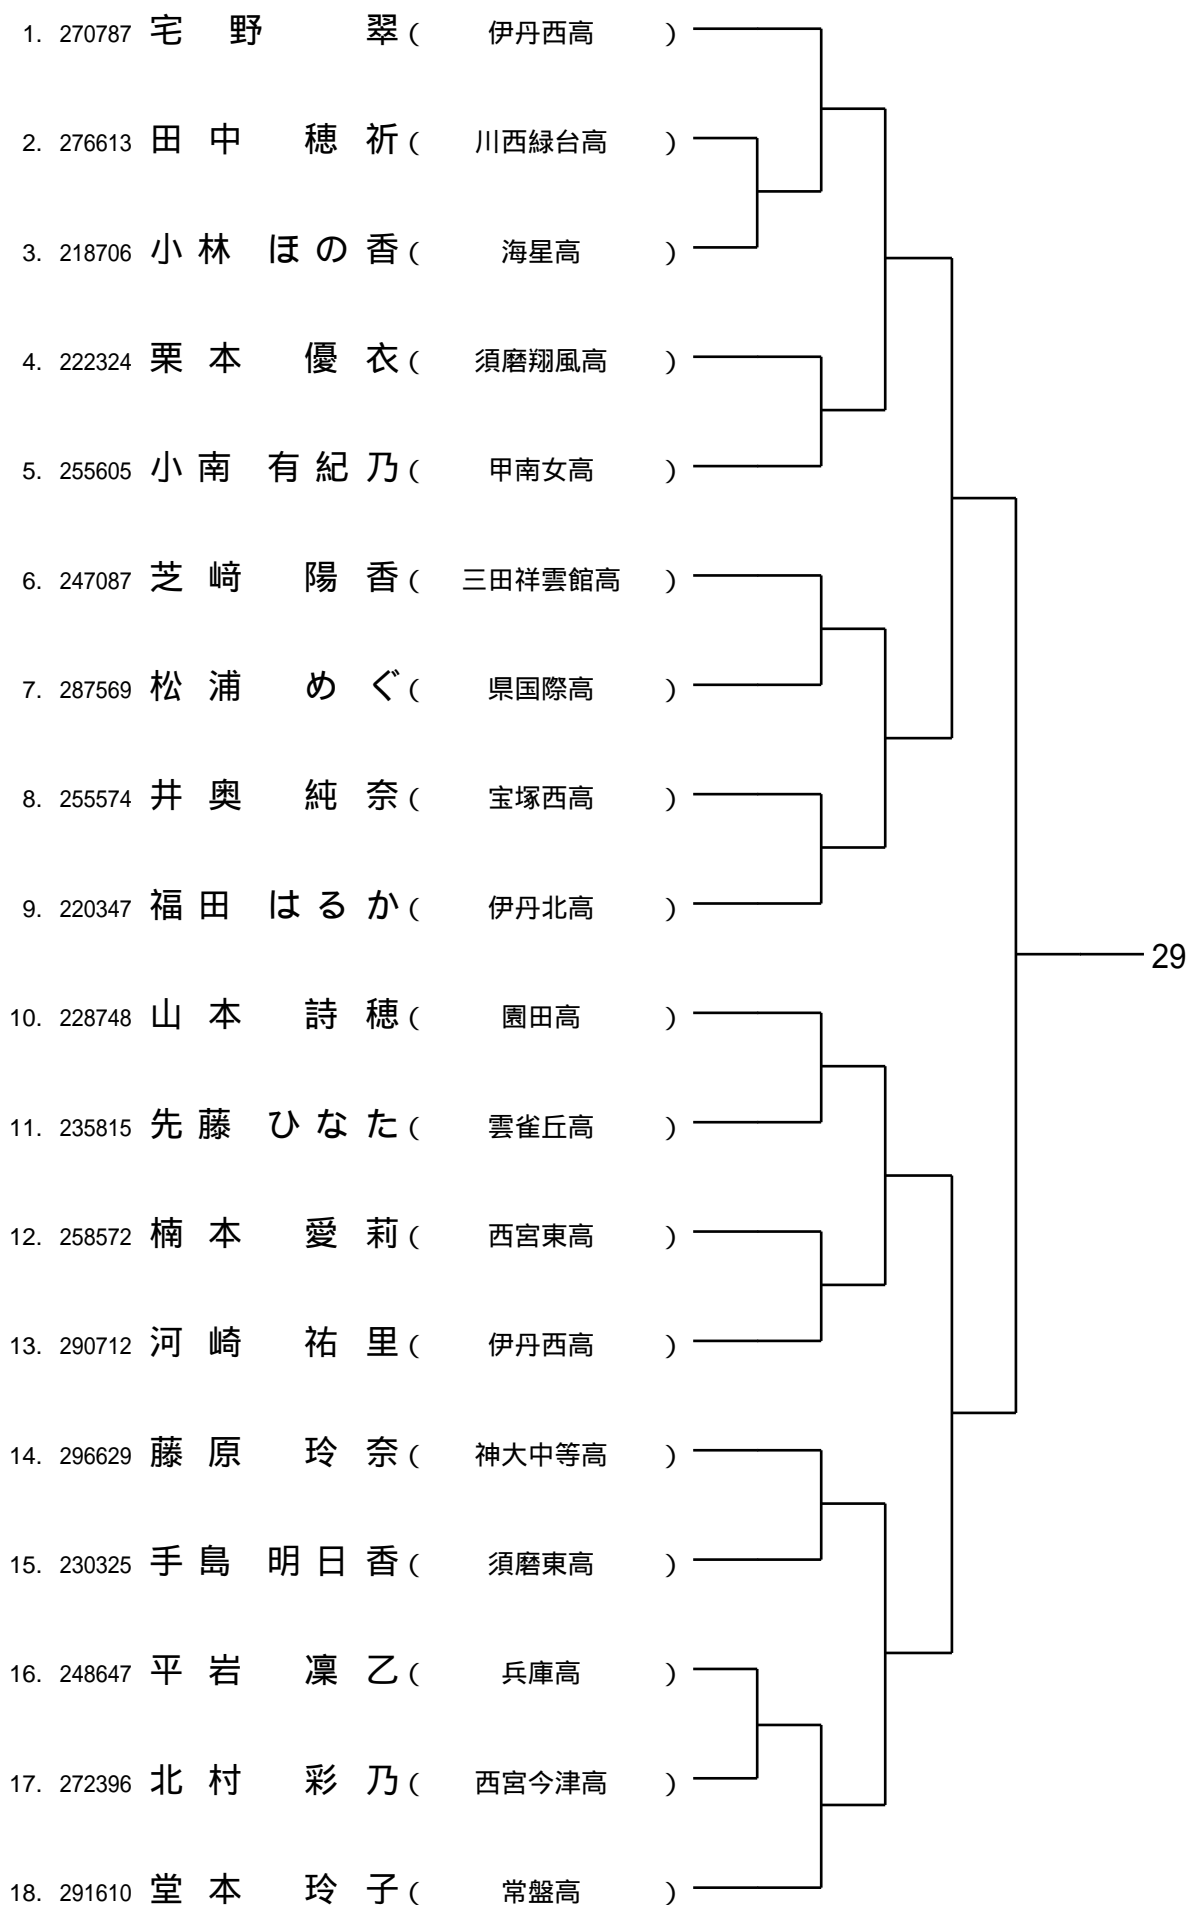 1. 270787 宅野 翠( 伊丹西高 )
2. 276613 田中 穂祈( 川西緑台高 )
3. 218706 小林 ほの香( 海星高 )
4. 222324 栗本 優衣( 須磨翔風高 )
5. 255605 小南 有紀乃( 甲南女高 )
6. 247087 芝﨑 陽香( 三田祥雲館高 )
7. 287569 松浦 めぐ( 県国際高 )
8. 255574 井奥 純奈( 宝塚西高 )
9. 220347 福田 はるか( 伊丹北高 )
29
10. 228748 山本 詩穂( 園田高 )
11. 235815 先藤 ひなた( 雲雀丘高 )
12. 258572 楠本 愛莉( 西宮東高 )
13. 290712 河崎 祐里( 伊丹西高 )
14. 296629 藤原 玲奈( 神大中等高 )
15. 230325 手島 明日香( 須磨東高 )
16. 248647 平岩 凜乙( 兵庫高 )
17. 272396 北村 彩乃( 西宮今津高 )
18. 291610 堂本 玲子( 常盤高 )